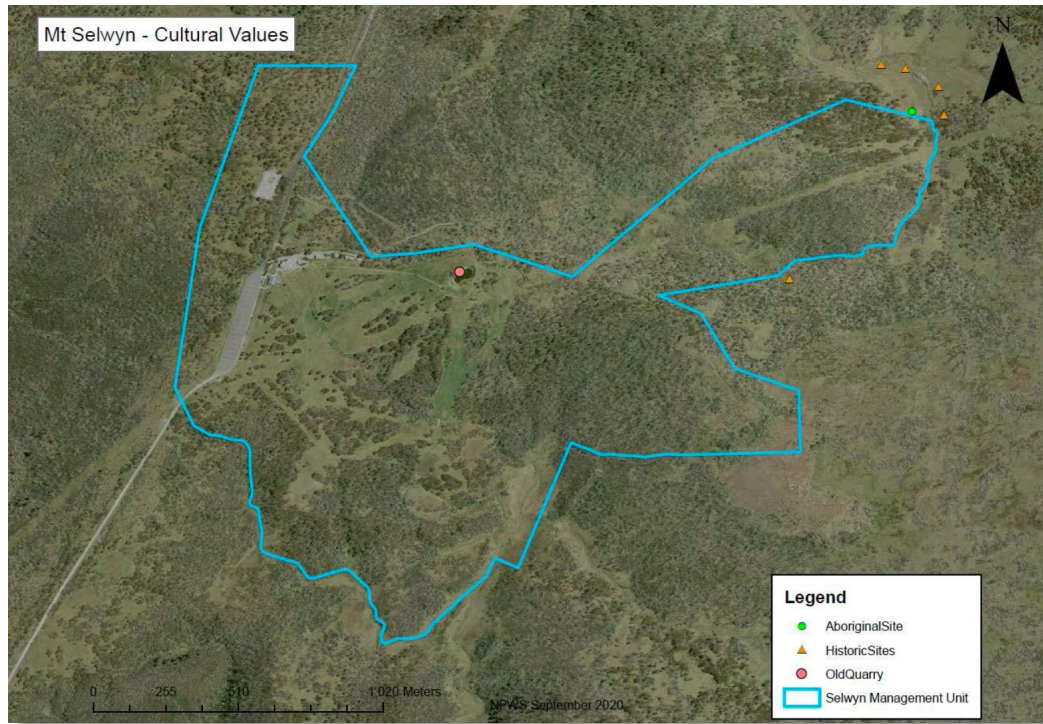 Mt Selwyn - Cultural Values
N
Legend
AboriginalSite
HistoricSites
OldQuarry
Selwyn Management Unit
0 255 510 1,020 Meters
NPWS September 2020